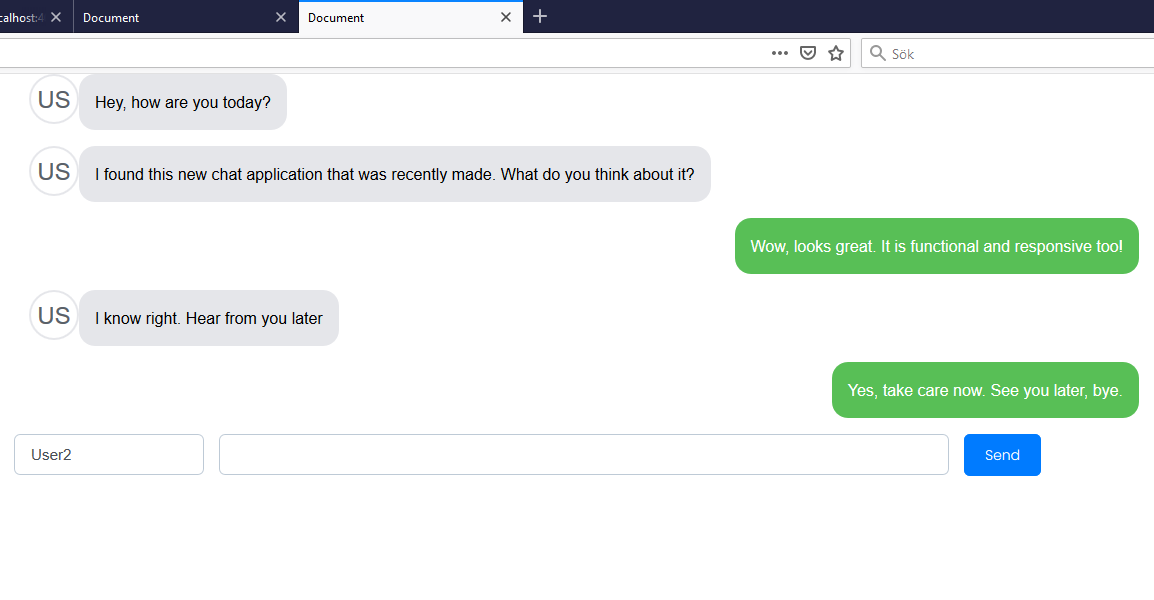 calhost:4
Document
Document
Sök
US
Hey, how are you today?
US
I found this new chat application that was recently made. What do you think about it?
Wow, looks great. It is functional and responsive too!
US
I know right. Hear from you later
Yes, take care now. See you later, bye.
User2
Send